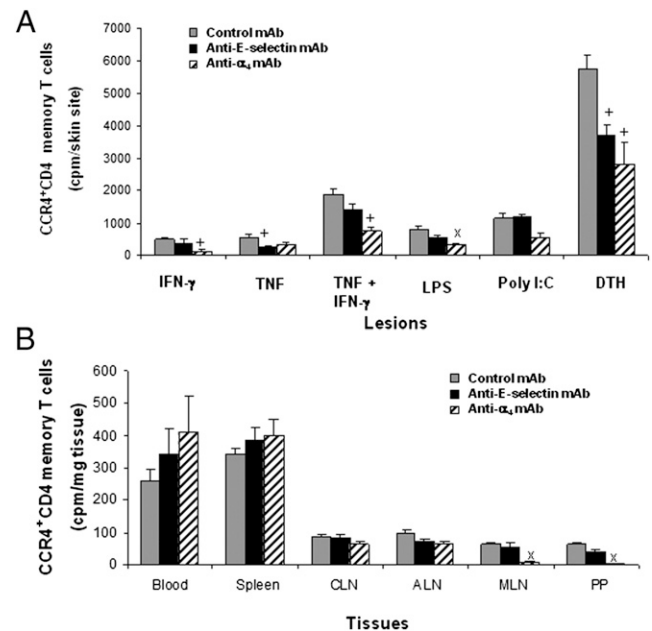 A
CCR4+CD4 memory T cells
(cpm/skin site)
7000
6000
5000
4000
3000
2000
1000
0
Control mAb
Anti-E-selectin mAb
Anti-α4 mAb
+
+
+
x
+
+
IFN-γ
TNF
TNF +
IFN-γ
LPS
Poly I:C
DTH
Lesions
B
CCR4+CD4 memory T cells
(cpm/mg tissue)
600
500
400
300
200
100
0
Control mAb
Anti-E-selectin mAb
Anti-α4 mAb
x
x
Blood
Spleen
CLN
ALN
MLN
PP
Tissues